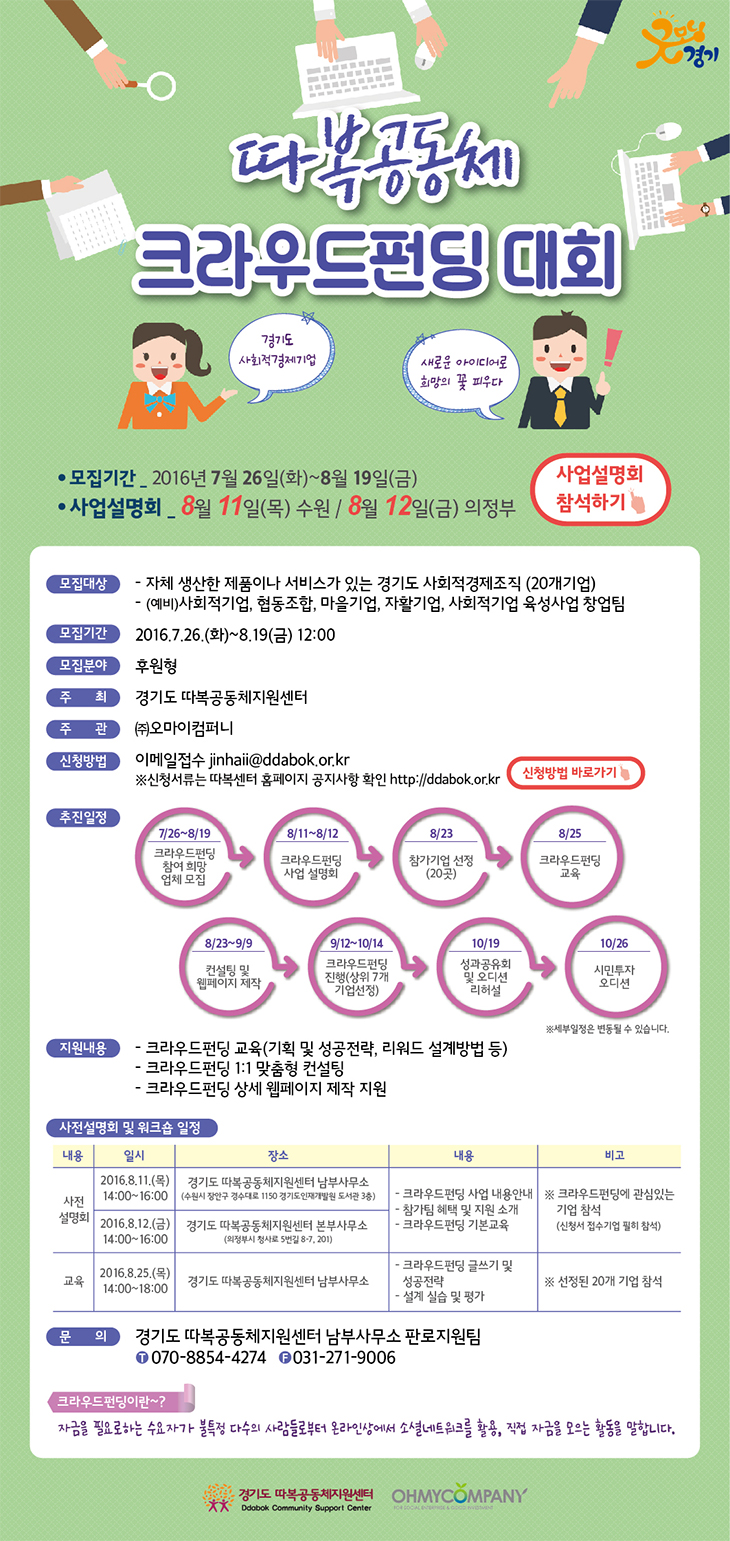 굿모닝
경기
따복공동체
크라우드펀딩 대회
경기도
사회적경제기업
새로운 아이디어로
희망의 꽃 피우다
• 모집기간 _ 2016년 7월 26일(화)~8월 19일(금)
• 사업설명회 _ 8월 11일(목) 수원 / 8월 12일(금) 의정부
사업설명회
참석하기
모집대상
- 자체 생산한 제품이나 서비스가 있는 경기도 사회적경제조직 (20개기업)
- (예비)사회적기업, 협동조합, 마을기업, 자활기업, 사회적기업 육성사업 창업팀
모집기간 2016.7.26.(화)~8.19(금) 12:00
모집분야 후원형
주 최 경기도 따복공동체지원센터
주 관 ㈜오마이컴퍼니
신청방법 이메일접수 jinhaii@ddabok.or.kr
※신청서류는 따복센터 홈페이지 공지사항 확인 http://ddabok.or.kr
신청방법 바로가기
추진일정
7/26~8/19
크라우드펀딩
참여 희망
업체 모집
8/11~8/12
크라우드펀딩
사업 설명회
8/23
참가기업 선정
(20곳)
8/25
크라우드펀딩
교육
8/23~9/9
컨설팅 및
웹페이지 제작
9/12~10/14
크라우드펀딩
진행(상위 7개
기업선정)
10/19
성과공유회
및 오디션
리허설
10/26
시민투자
오디션
※세부일정은 변동될 수 있습니다.
지원내용
- 크라우드펀딩 교육(기획 및 성공전략, 리워드 설계방법 등)
- 크라우드펀딩 1:1 맞춤형 컨설팅
- 크라우드펀딩 상세 웹페이지 제작 지원
사전설명회 및 워크숍 일정
내용 일시 장소 내용 비고
사전
설명회
2016.8.11.(목)
14:00~16:00
경기도 따복공동체지원센터 남부사무소
(수원시 장안구 경수대로 1150 경기도인재개발원 도서관 3층)
2016.8.12.(금)
14:00~16:00
경기도 따복공동체지원센터 본부사무소
(의정부시 청사로 5번길 8-7, 201)
- 크라우드펀딩 사업 내용안내
- 참가팀 혜택 및 지원 소개
- 크라우드펀딩 기본교육
※ 크라우드펀딩에 관심있는
기업 참석
(신청서 접수기업 필히 참석)
교육
2016.8.25.(목)
14:00~18:00
경기도 따복공동체지원센터 남부사무소
- 크라우드펀딩 글쓰기 및
성공전략
- 설계 실습 및 평가
※ 선정된 20개 기업 참석
문 의 경기도 따복공동체지원센터 남부사무소 판로지원팀
T 070-8854-4274 F 031-271-9006
크라우드펀딩이란~?
자금을 필요로하는 수요자가 불특정 다수의 사람들로부터 온라인상에서 소셜네트워크를 활용, 직접 자금을 모으는 활동을 말합니다.
경기도 따복공동체지원센터
Ddabok Community Support Center
OHMYCOMPANY